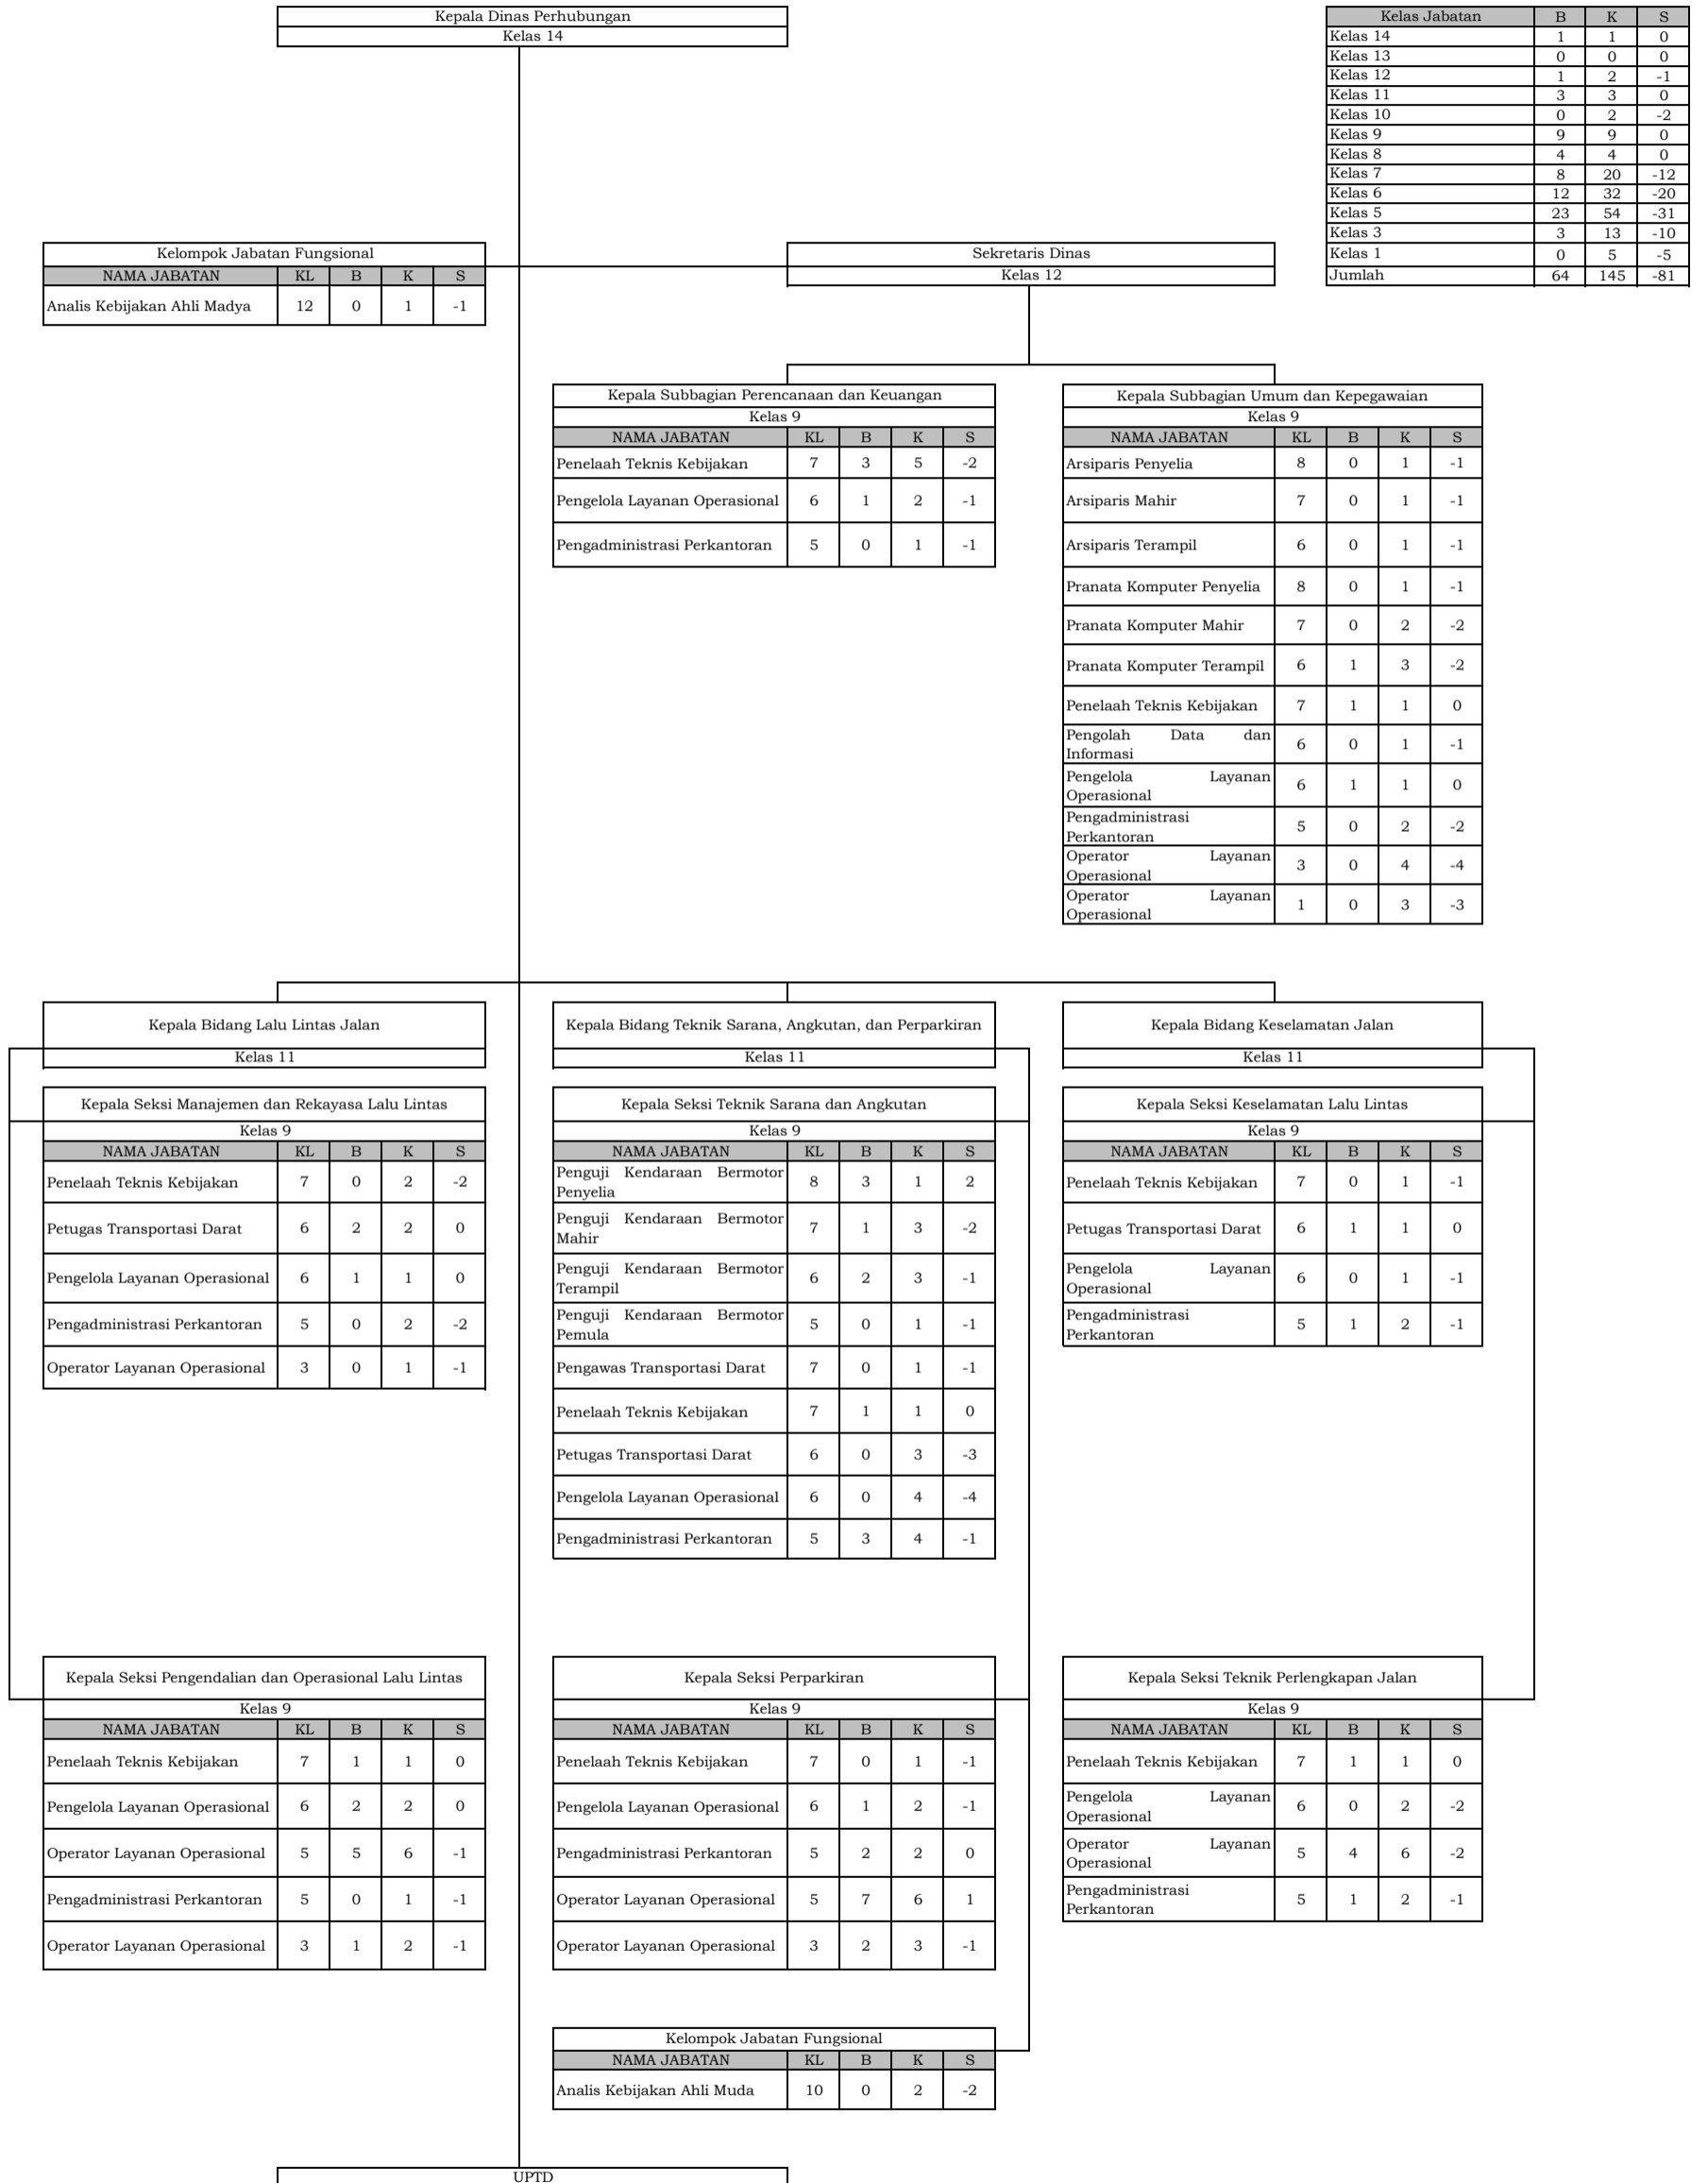 Kepala Dinas Perhubungan
Kelas 14
Kelas Jabatan B K S
Kelas 14 1 1 0
Kelas 13 0 0 0
Kelas 12 1 2 -1
Kelas 11 3 3 0
Kelas 10 0 2 -2
Kelas 9 9 9 0
Kelas 8 4 4 0
Kelas 7 8 20 -12
Kelas 6 12 32 -20
Kelas 5 23 54 -31
Kelas 3 3 13 -10
Kelas 1 0 5 -5
Jumlah 64 145 -81
Kelompok Jabatan Fungsional
NAMA JABATAN KL B K S
Analis Kebijakan Ahli Madya 12 0 1 -1
Sekretaris Dinas
Kelas 12
Kepala Subbagian Perencanaan dan Keuangan
Kelas 9
NAMA JABATAN KL B K S
Penelaah Teknis Kebijakan 7 3 5 -2
Pengelola Layanan Operasional 6 1 2 -1
Pengadministrasi Perkantoran 5 0 1 -1
Kepala Subbagian Umum dan Kepegawaian
Kelas 9
NAMA JABATAN KL B K S
Arsiparis Penyelia 8 0 1 -1
Arsiparis Mahir 7 0 1 -1
Arsiparis Terampil 6 0 1 -1
Pranata Komputer Penyelia 8 0 1 -1
Pranata Komputer Mahir 7 0 2 -2
Pranata Komputer Terampil 6 1 3 -2
Penelaah Teknis Kebijakan 7 1 1 0
Pengolah Data dan
Informasi 6 0 1 -1
Pengelola Layanan
Operasional 6 1 1 0
Pengadministrasi
Perkantoran 5 0 2 -2
Operator Layanan
Operasional 3 0 4 -4
Operator Layanan
Operasional 1 0 3 -3
Kepala Bidang Lalu Lintas Jalan
Kelas 11
Kepala Bidang Teknik Sarana, Angkutan, dan Perparkiran
Kelas 11
Kepala Bidang Keselamatan Jalan
Kelas 11
Kepala Seksi Manajemen dan Rekayasa Lalu Lintas
Kelas 9
NAMA JABATAN KL B K S
Penelaah Teknis Kebijakan 7 0 2 -2
Petugas Transportasi Darat 6 2 2 0
Pengelola Layanan Operasional 6 1 1 0
Pengadministrasi Perkantoran 5 0 2 -2
Operator Layanan Operasional 3 0 1 -1
Kepala Seksi Teknik Sarana dan Angkutan
Kelas 9
NAMA JABATAN KL B K S
Penguji Kendaraan Bermotor
Penyelia 8 3 1 2
Penguji Kendaraan Bermotor
Mahir 7 1 3 -2
Penguji Kendaraan Bermotor
Terampil 6 2 3 -1
Penguji Kendaraan Bermotor
Pemula 5 0 1 -1
Pengawas Transportasi Darat 7 0 1 -1
Penelaah Teknis Kebijakan 7 1 1 0
Petugas Transportasi Darat 6 0 3 -3
Pengelola Layanan Operasional 6 0 4 -4
Pengadministrasi Perkantoran 5 3 4 -1
Kepala Seksi Keselamatan Lalu Lintas
Kelas 9
NAMA JABATAN KL B K S
Penelaah Teknis Kebijakan 7 0 1 -1
Petugas Transportasi Darat 6 1 1 0
Pengelola Layanan
Operasional 6 0 1 -1
Pengadministrasi
Perkantoran 5 1 2 -1
Kepala Seksi Pengendalian dan Operasional Lalu Lintas
Kelas 9
NAMA JABATAN KL B K S
Penelaah Teknis Kebijakan 7 1 1 0
Pengelola Layanan Operasional 6 2 2 0
Operator Layanan Operasional 5 5 6 -1
Pengadministrasi Perkantoran 5 0 1 -1
Operator Layanan Operasional 3 1 2 -1
Kepala Seksi Perparkiran
Kelas 9
NAMA JABATAN KL B K S
Penelaah Teknis Kebijakan 7 0 1 -1
Pengelola Layanan Operasional 6 1 2 -1
Pengadministrasi Perkantoran 5 2 2 0
Operator Layanan Operasional 5 7 6 1
Operator Layanan Operasional 3 2 3 -1
Kepala Seksi Teknik Perlengkapan Jalan
Kelas 9
NAMA JABATAN KL B K S
Penelaah Teknis Kebijakan 7 1 1 0
Pengelola Layanan
Operasional 6 0 2 -2
Operator Layanan
Operasional 5 4 6 -2
Pengadministrasi
Perkantoran 5 1 2 -1
Kelompok Jabatan Fungsional
NAMA JABATAN KL B K S
Analis Kebijakan Ahli Muda 10 0 2 -2
UPTD